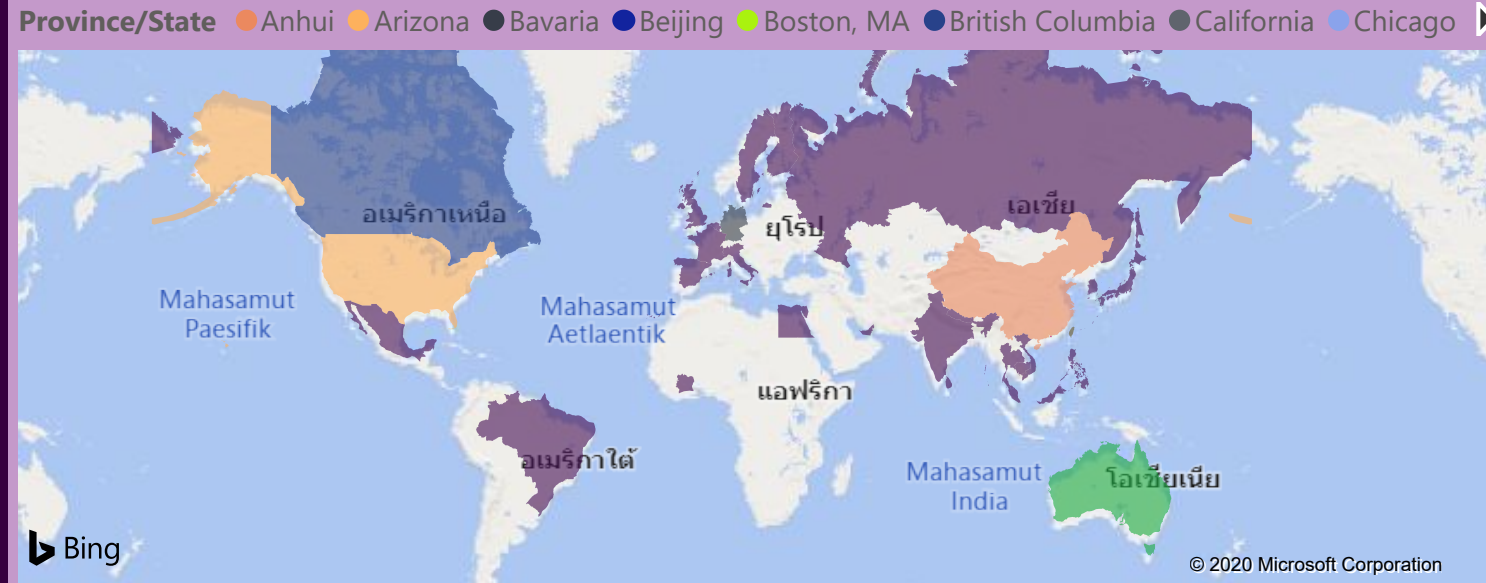 Province/State Anhui Arizona Bavaria Beijing Boston, MA British Columbia California Chicago
อเมริกาเหนือ
เอเชีย
ยุโรป
Mahasamut
Paesifik
Mahasamut
Aetlaentik
แอฟริกา
อเมริกาใต้
Mahasamut
India
โอเชียเนีย
Bing
© 2020 Microsoft Corporation